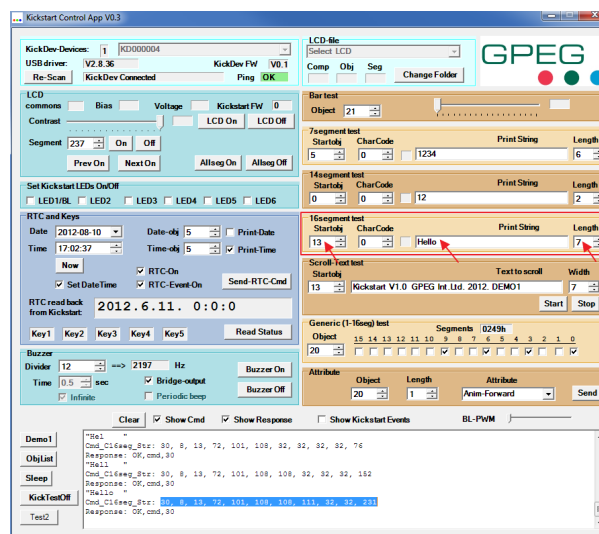 Kickstart Control App V0.3
KickDev-Devices: 1 KD000004
USB driver: V2.8.36 KickDev FW V0.1
Re-Scan KickDev Connected Ping OK
LCD-file
Select LCD
Comp Obj Seg
Change Folder
GPEG
LCD
commons Bias Voltage Kickstart FW 0
Contrast LCD On LCD Off
Segment 237 On Off
Prev On Next On Allseg On Allseg Off
Set Kickstart LEDs On/Off
LED1/BL LED2 LED3 LED4 LED5 LED6
RTC and Keys
Date 2012-08-10 Date-obj 5 Print-Date
Time 17:02:37 Time-obj 5 Print-Time
Now RTC-On
Set DateTime RTC-Event-On Send-RTC-Cmd
RTC read back
from Kickstart: 2012.6.11. 0:0:0
Key1 Key2 Key3 Key4 Key5 Read Status
Buzzer
Divider 12 ==> 2197 Hz Buzzer On
Time 0.5 sec Bridge-output
Infinite Periodic beep Buzzer Off
Bar test
Object 21
7segment test
Startobj CharCode Print String Length
5 0 1234 6
14segment test
Startobj CharCode Print String Length
0 0 12 2
16segment test
Startobj CharCode Print String Length
13 0 Hello 7
Scroll-Text test
Startobj Text to scroll Width
13 Kickstart V1.0 GPEG Int.Ltd. 2012. DEMO1 7
Start Stop
Generic (1-16seg) test
Object Segments 0249h
20 15 14 13 12 11 10 9 8 7 6 5 4 3 2 1 0
Attribute
Object Length Attribute
20 1 Anim-Forward Send
Clear Show Cmd Show Response Show Kickstart Events BL-PWM
Demo1
ObjList
Sleep
KickTestOff
Test2
"Hel "
Cmd_C16seg_Str: 30, 8, 13, 72, 101, 108, 32, 32, 32, 32, 76
Response: OK,cmd,30
"Hell "
Cmd_C16seg_Str: 30, 8, 13, 72, 101, 108, 108, 32, 32, 32, 152
Response: OK,cmd,30
"Hello "
Cmd_C16seg_Str: 30, 8, 13, 72, 101, 108, 108, 111, 32, 32, 231
Response: OK,cmd,30